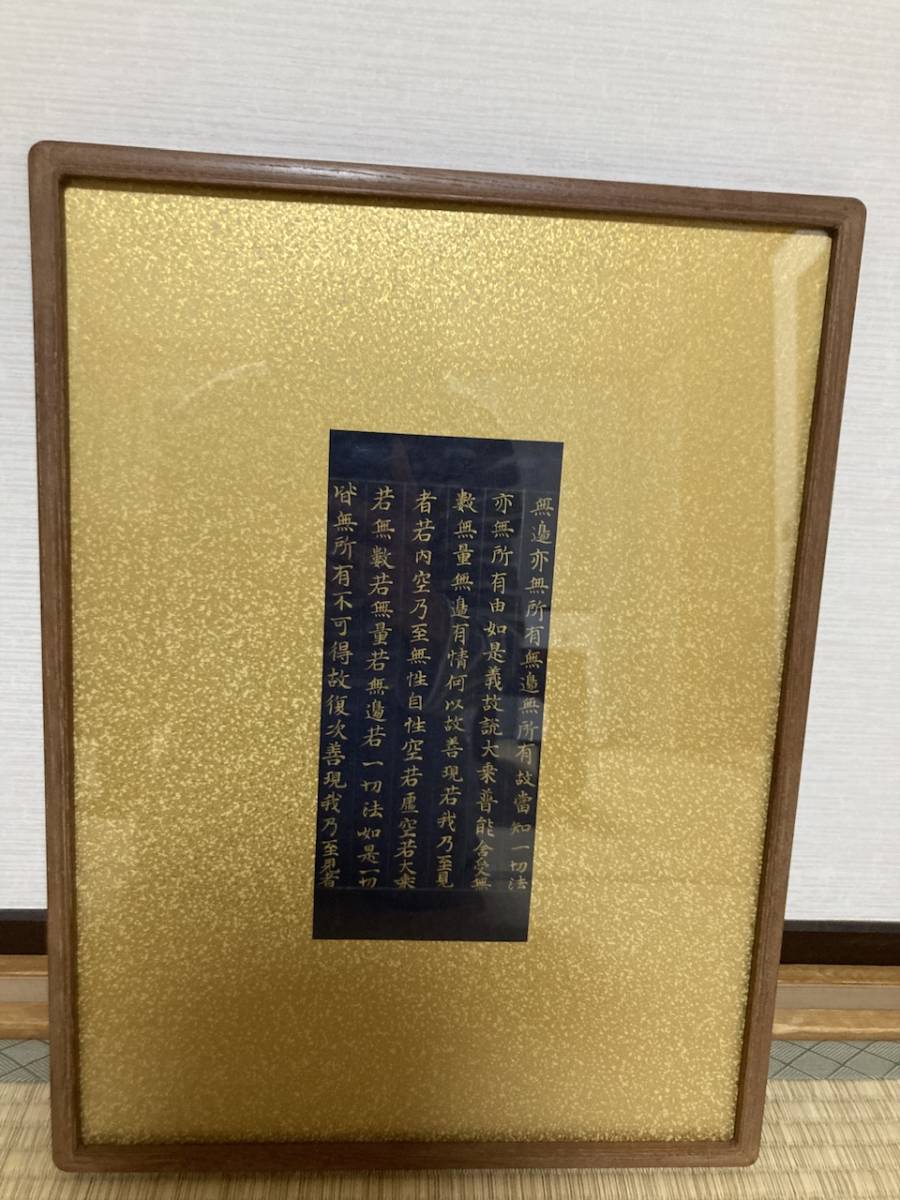 無邊亦無所有無邊無所有故當知一切法
亦無所有由如是義故說大乘普能含受無
數無量無邊有情何以故善現若我乃至見
者若內空乃至無性自性空若虛空若大乘
若無數若無量若無邊若一切法如是一切
皆無所有不可得故復次善現我乃至見者